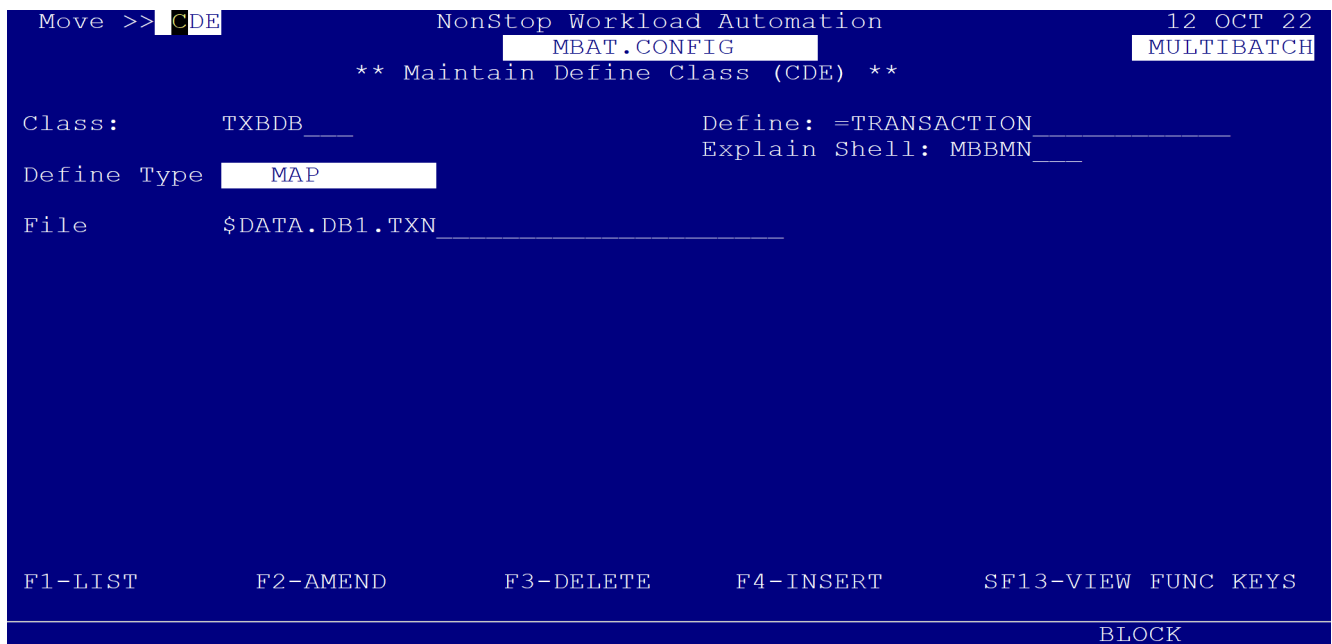 Move >> CDE NonStop Workload Automation 12 OCT 22
MBAT.CONFIG MULTIBATCH
** Maintain Define Class (CDE) **
Class: TXBDB___ Define: =TRANSACTION____________
Explain Shell: MBBMN___
Define Type MAP
File $DATA.DB1.TXN_____________________
F1-LIST F2-AMEND F3-DELETE F4-INSERT SF13-VIEW FUNC KEYS
BLOCK